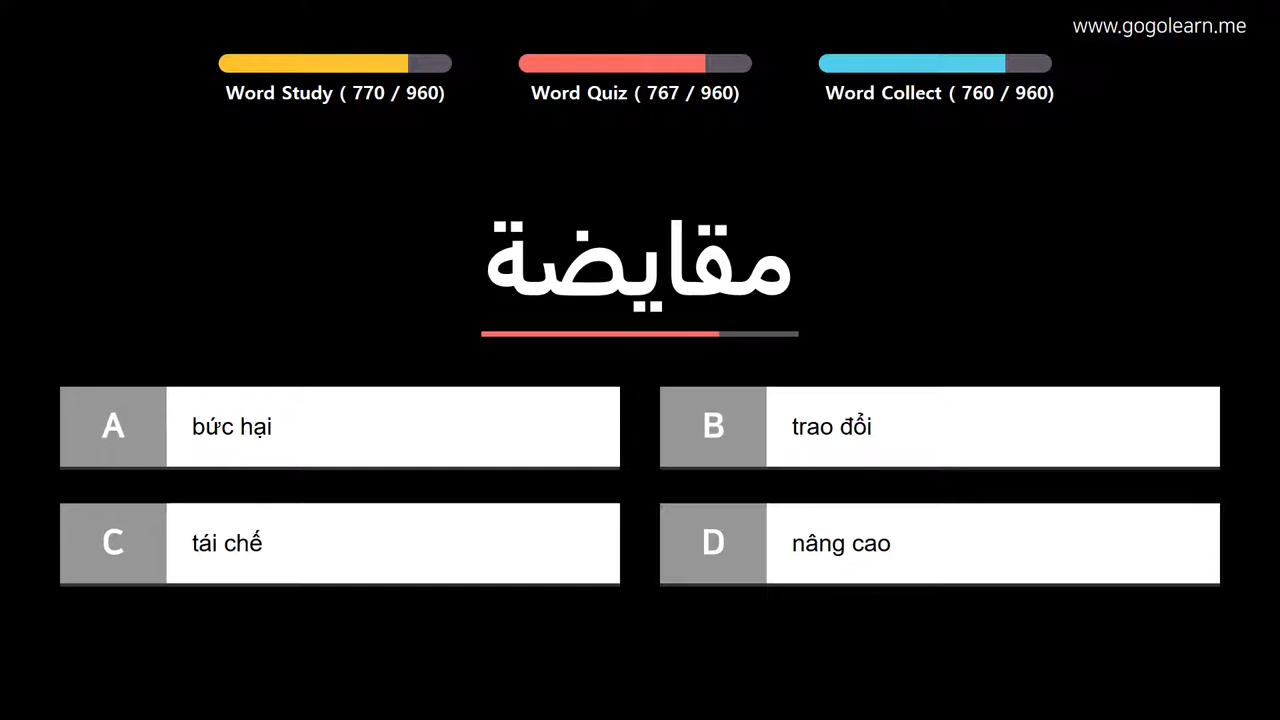 www.gogolearn.me
Word Study ( 770 / 960)
Word Quiz ( 767 / 960)
Word Collect ( 760 / 960)
مقايضة
A bức hại
B trao đổi
C tái chế
D nâng cao